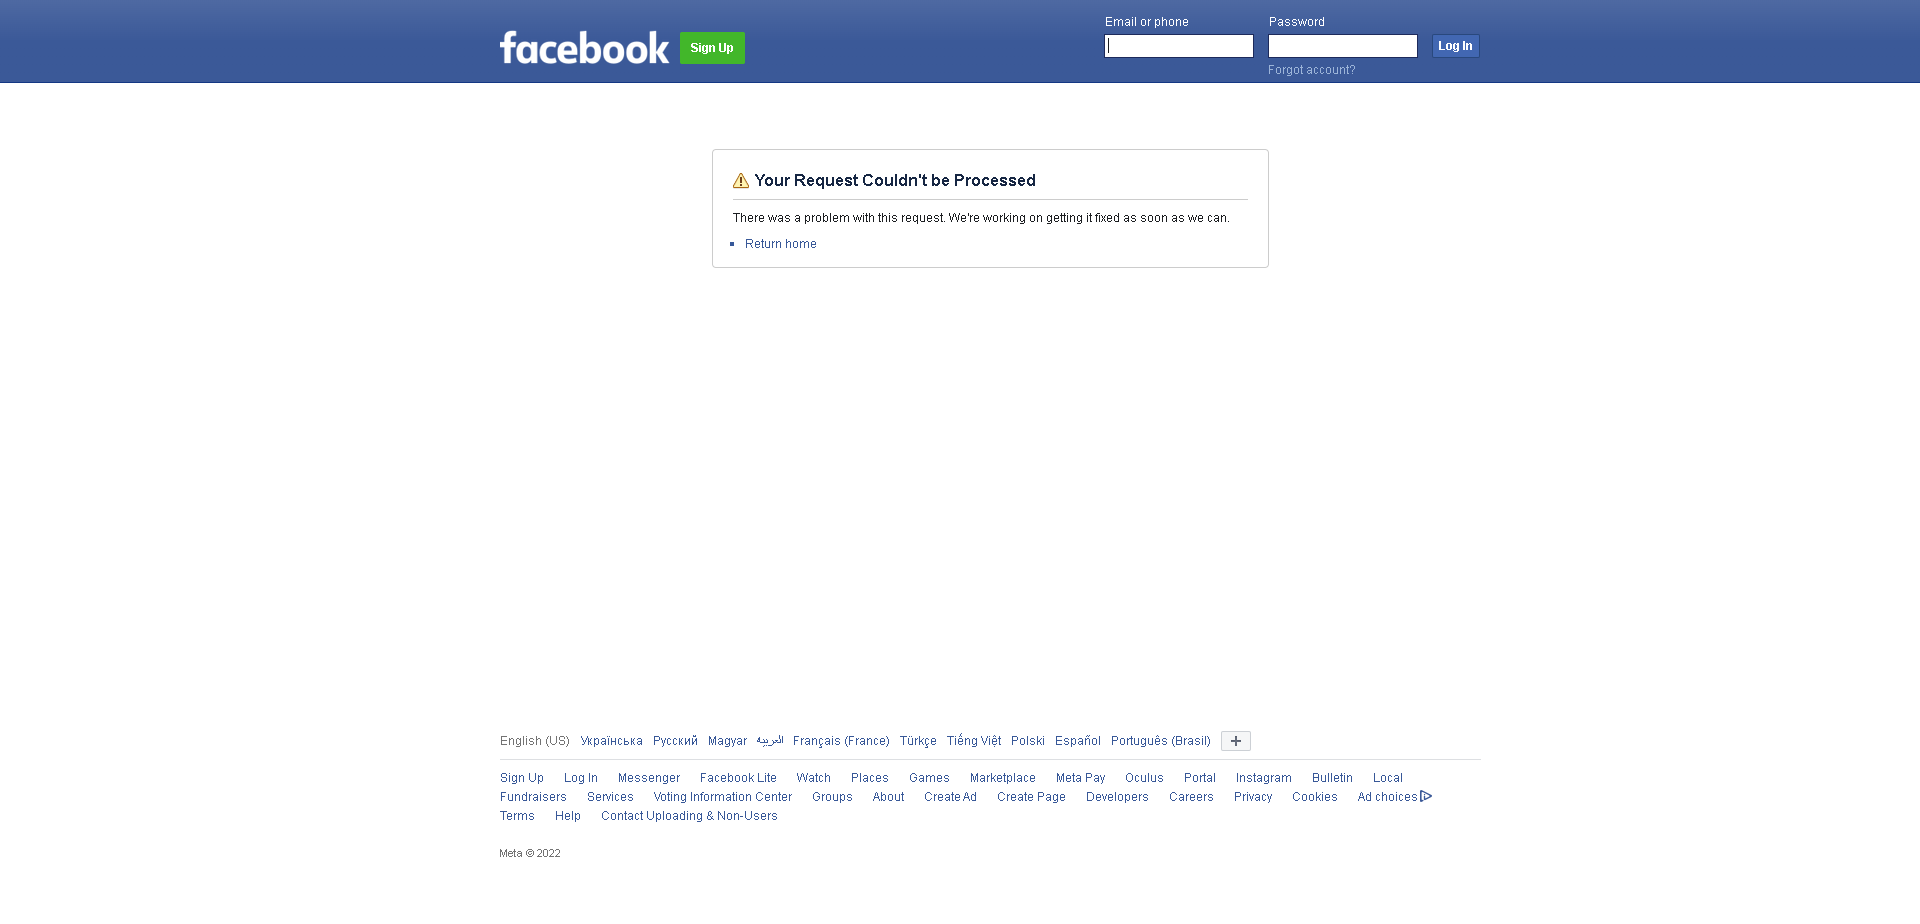 facebook
Sign Up
Email or phone
Password
Log In
Forgot account?
Your Request Couldn't be Processed
There was a problem with this request. We're working on getting it fixed as soon as we can.
Return home
English (US) Українська Русский Magyar العربية Français (France) Türkçe Tiếng Việt Polski Español Português (Brasil)
Sign Up Log In Messenger Facebook Lite Watch Places Games Marketplace Meta Pay Oculus Portal Instagram Bulletin Local
Fundraisers Services Voting Information Center Groups About Create Ad Create Page Developers Careers Privacy Cookies Ad choices
Terms Help Contact Uploading & Non-Users
Meta © 2022